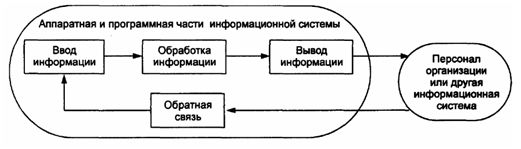 Аппаратная и программная части информационной системы
Ввод
информации
Обработка
информации
Вывод
информации
Обратная
связь
Персонал
организации
или другая
информационная
система